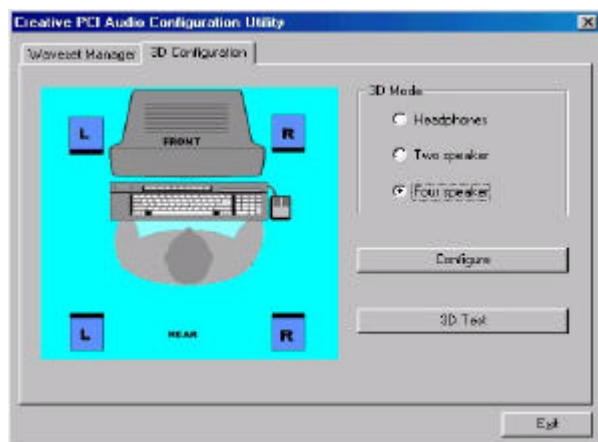 Creative PCI Audio Configuration Utility
Waveset Manager
3D Configuration
L
FRONT
R
3D Mode
Headphones
Two speaker
Four speaker
Configure
3D Test
L
REAR
R
Exit